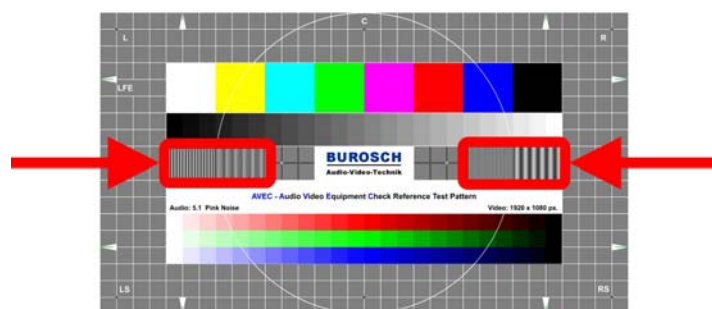 C
L R
LFE
BUROSCH
Audio-Video-Technik
AVEC - Audio Video Equipment Check Reference Test Pattern
Audio: 5.1 Pink Noise Video: 1920 x 1080 px.
LS RS